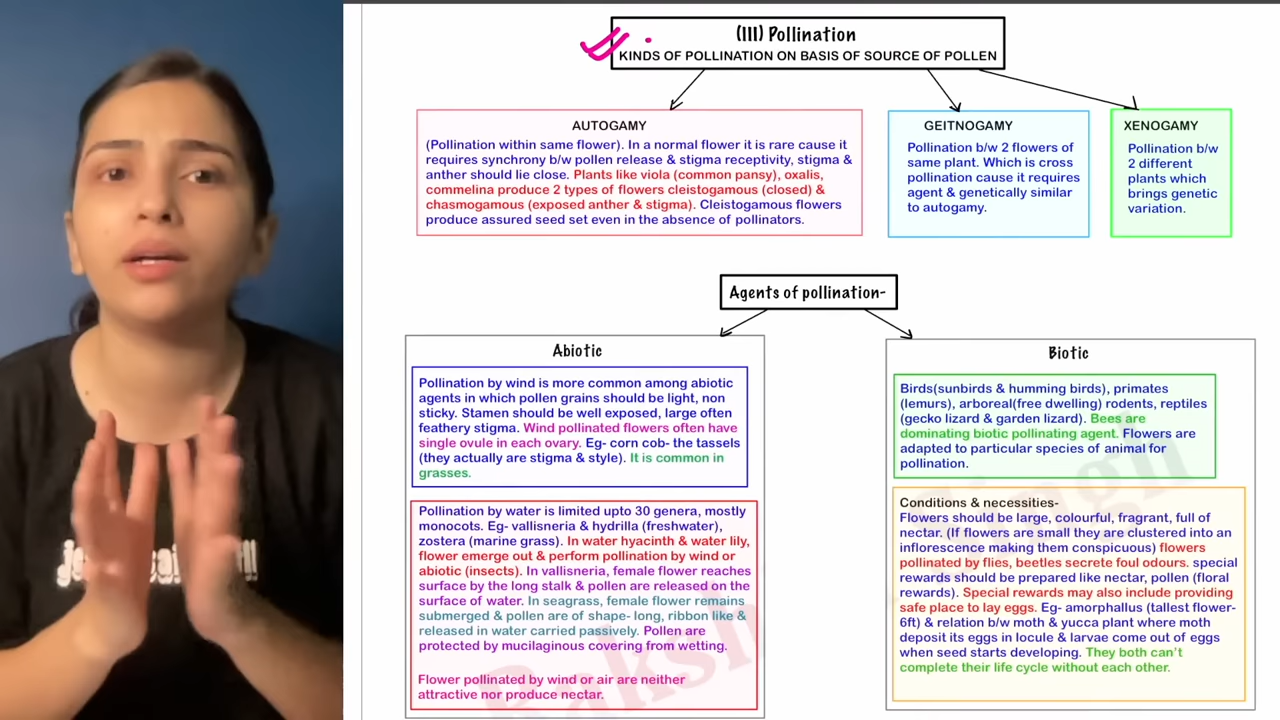 (III) Pollination
KINDS OF POLLINATION ON BASIS OF SOURCE OF POLLEN
AUTOGAMY
(Pollination within same flower). In a normal flower it is rare cause it
requires synchrony b/w pollen release & stigma receptivity, stigma &
anther should lie close. Plants like viola (common pansy), oxalis,
commelina produce 2 types of flowers cleistogamous (closed) &
chasmogamous (exposed anther & stigma). Cleistogamous flowers
produce assured seed set even in the absence of pollinators.
GEITNOGAMY
Pollination b/w 2 flowers of
same plant. Which is cross
pollination cause it requires
agent & genetically similar
to autogamy.
XENOGAMY
Pollination b/w
2 different
plants which
brings genetic
variation.
Agents of pollination-
Abiotic
Pollination by wind is more common among abiotic
agents in which pollen grains should be light, non
sticky. Stamen should be well exposed, large often
feathery stigma. Wind pollinated flowers often have
single ovule in each ovary. Eg- corn cob- the tassels
(they actually are stigma & style). It is common in
grasses.
Pollination by water is limited upto 30 genera, mostly
monocots. Eg- vallisneria & hydrilla (freshwater),
zostera (marine grass). In water hyacinth & water lily,
flower emerge out & perform pollination by wind or
abiotic (insects). In vallisneria, female flower reaches
surface by the long stalk & pollen are released on the
surface of water. In seagrass, female flower remains
submerged & pollen are of shape- long, ribbon like &
released in water carried passively. Pollen are
protected by mucilaginous covering from wetting.
Flower pollinated by wind or air are neither
attractive nor produce nectar.
Biotic
Birds(sunbirds & humming birds), primates
(lemurs), arboreal(free dwelling) rodents, reptiles
(gecko lizard & garden lizard). Bees are
dominating biotic pollinating agent. Flowers are
adapted to particular species of animal for
pollination.
Conditions & necessities-
Flowers should be large, colourful, fragrant, full of
nectar. (If flowers are small they are clustered into an
inflorescence making them conspicuous) flowers
pollinated by flies, beetles secrete foul odours. special
rewards should be prepared like nectar, pollen (floral
rewards). Special rewards may also include providing
safe place to lay eggs. Eg- amorphallus (tallest flower-
6ft) & relation b/w moth & yucca plant where moth
deposit its eggs in locule & larvae come out of eggs
when seed starts developing. They both can't
complete their life cycle without each other.